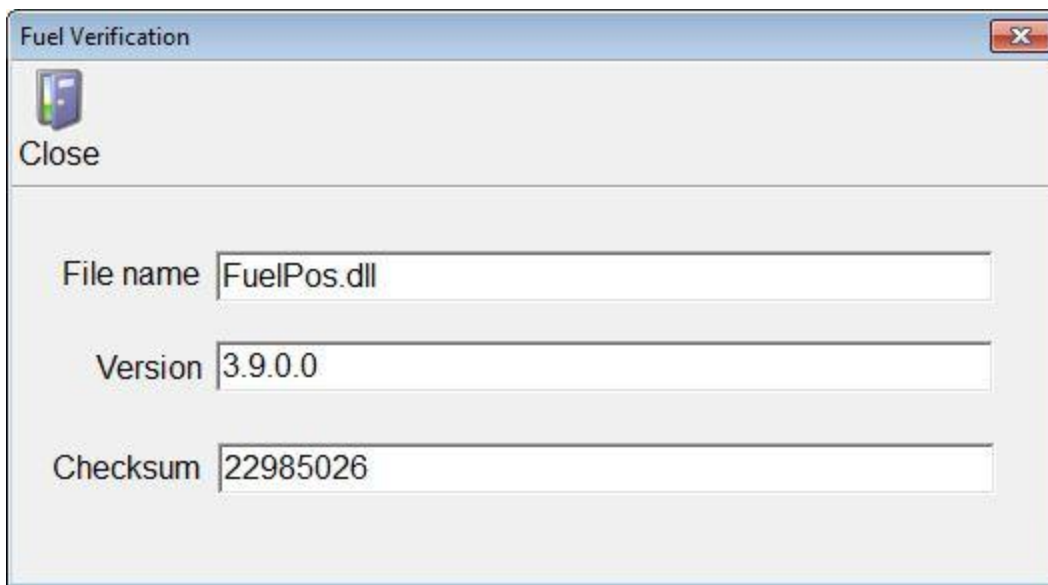 Fuel Verification
Close
File name FuelPos.dll
Version 3.9.0.0
Checksum 22985026